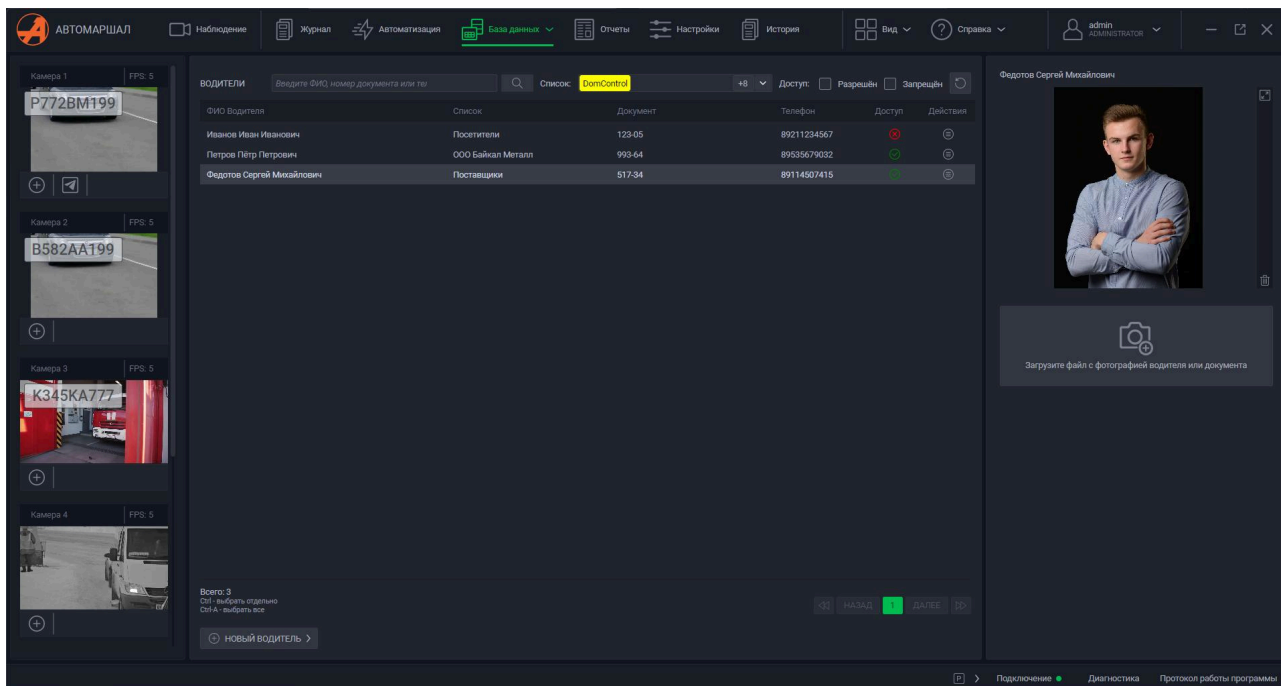 АВТОМАРШАЛ Наблюдение Журнал Автоматизация База данных Отчеты Настройки История Вид Справка admin ADMINISTRATOR
Камера 1 FPS: 5
P772BM199
Камера 2 FPS: 5
B582AA199
Камера 3 FPS: 5
K345KA777
Камера 4 FPS: 5
ВОДИТЕЛИ Введите ФИО, номер документа или те Список: DomControl +8 Доступ: Разрешён Запрещён
ФИО Водителя Список Документ Телефон Доступ Действия
Иванов Иван Иванович Посетители 123-05 89211234567
Петров Пётр Петрович ООО Байкал Металл 993-64 89535679032
Федотов Сергей Михайлович Поставщики 517-34 89114507415
Всего: 3
Ctrl - выбрать отдельно
Ctrl-A - выбрать все
НАЗАД 1 ДАЛЕЕ
НОВЫЙ ВОДИТЕЛЬ
Федотов Сергей Михайлович
Загрузите файл с фотографией водителя или документа
P Подключение Диагностика Протокол работы программы